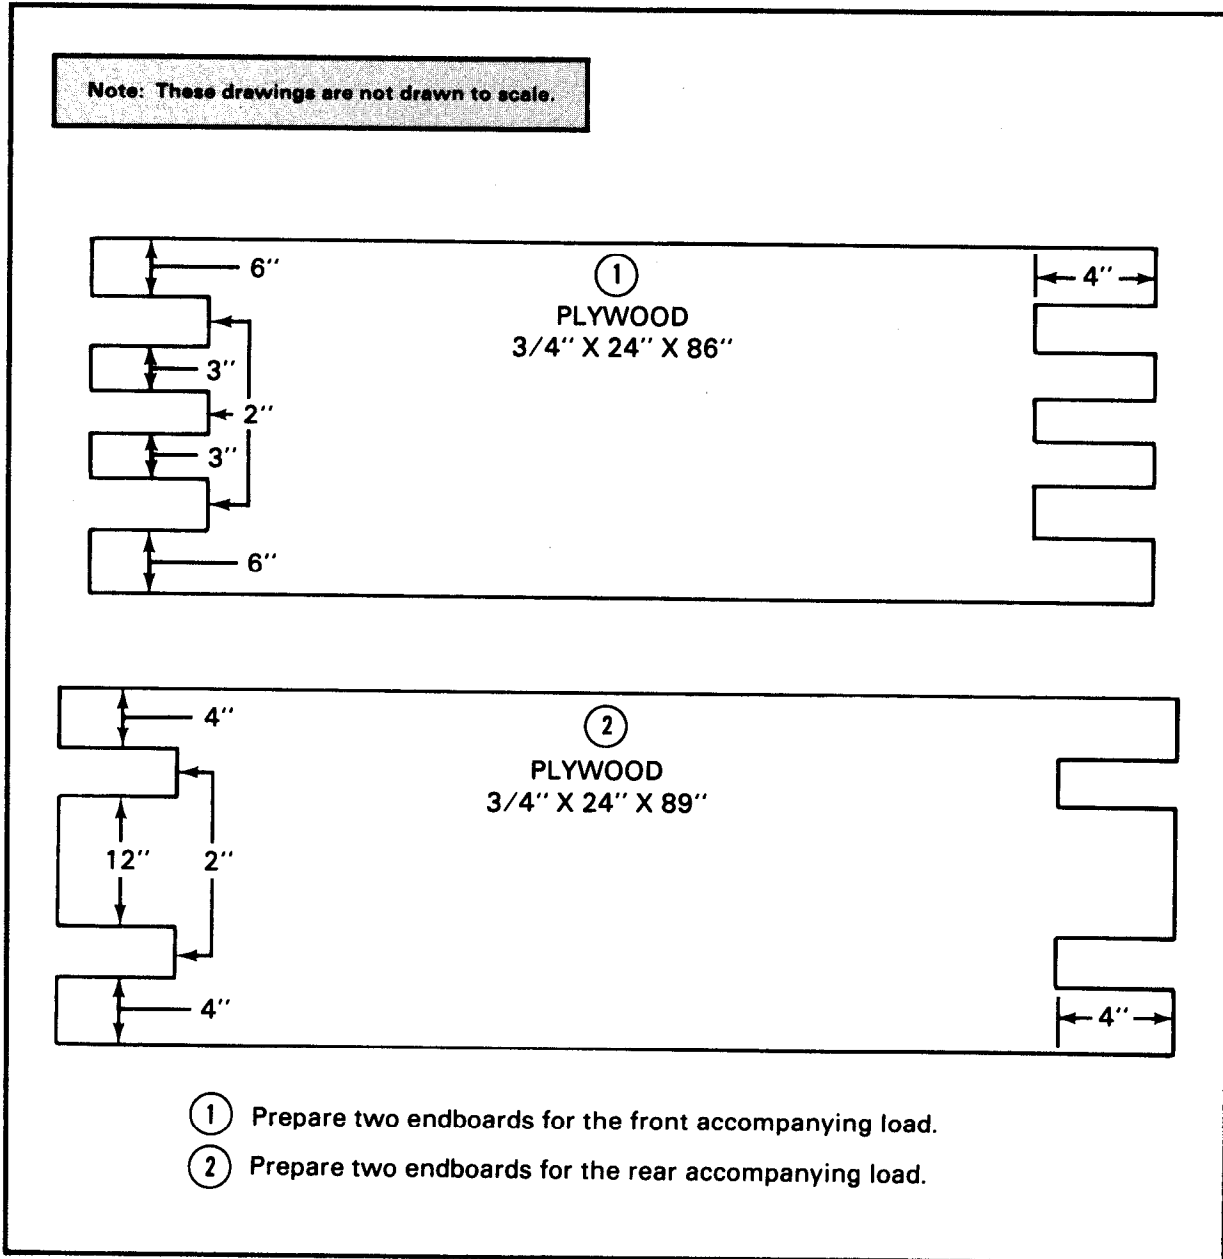 Note: These drawings are not drawn to scale.
6"
1
4"
PLYWOOD
3/4" X 24" X 86"
3"
2"
3"
6"
4"
2
PLYWOOD
3/4" X 24" X 89"
12"
2"
4"
4"
1 Prepare two endboards for the front accompanying load.
2 Prepare two endboards for the rear accompanying load.